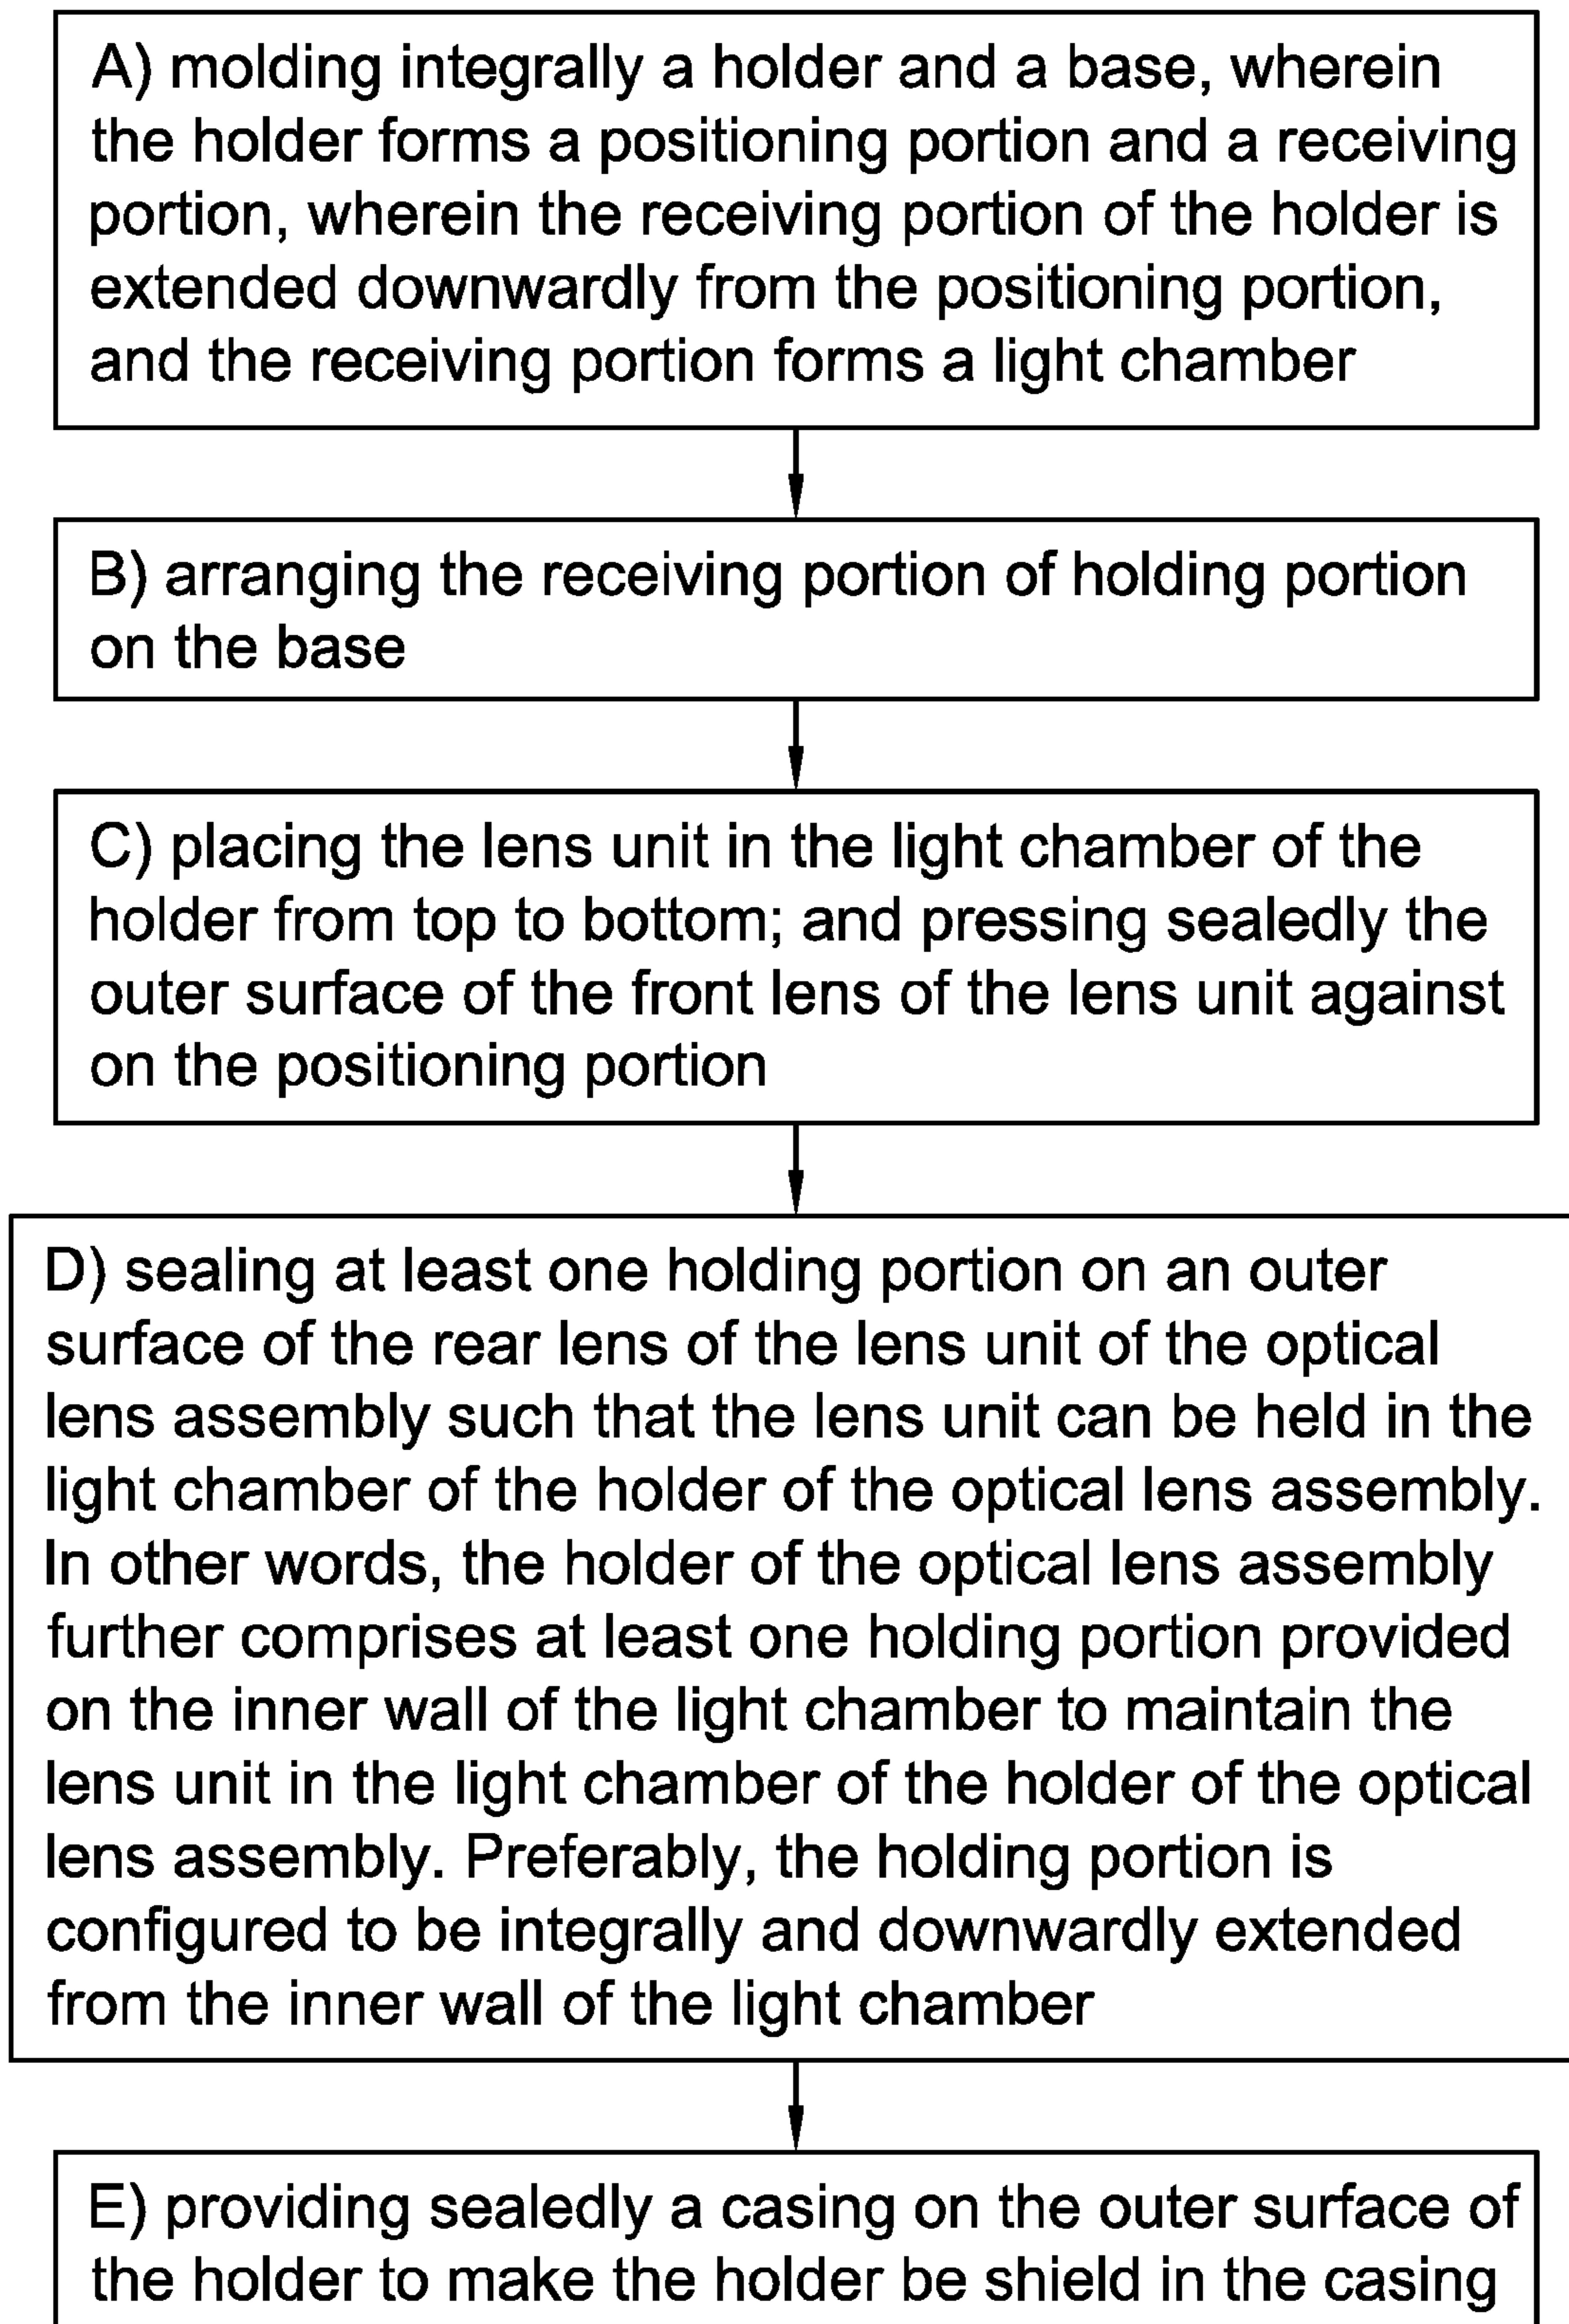 A) molding integrally a holder and a base, wherein
the holder forms a positioning portion and a receiving
portion, wherein the receiving portion of the holder is
extended downwardly from the positioning portion,
and the receiving portion forms a light chamber
B) arranging the receiving portion of holding portion
on the base
C) placing the lens unit in the light chamber of the
holder from top to bottom; and pressing sealedly the
outer surface of the front lens of the lens unit against
on the positioning portion
D) sealing at least one holding portion on an outer
surface of the rear lens of the lens unit of the optical
lens assembly such that the lens unit can be held in the
light chamber of the holder of the optical lens assembly.
In other words, the holder of the optical lens assembly
further comprises at least one holding portion provided
on the inner wall of the light chamber to maintain the
lens unit in the light chamber of the holder of the optical
lens assembly. Preferably, the holding portion is
configured to be integrally and downwardly extended
from the inner wall of the light chamber
E) providing sealedly a casing on the outer surface of
the holder to make the holder be shield in the casing